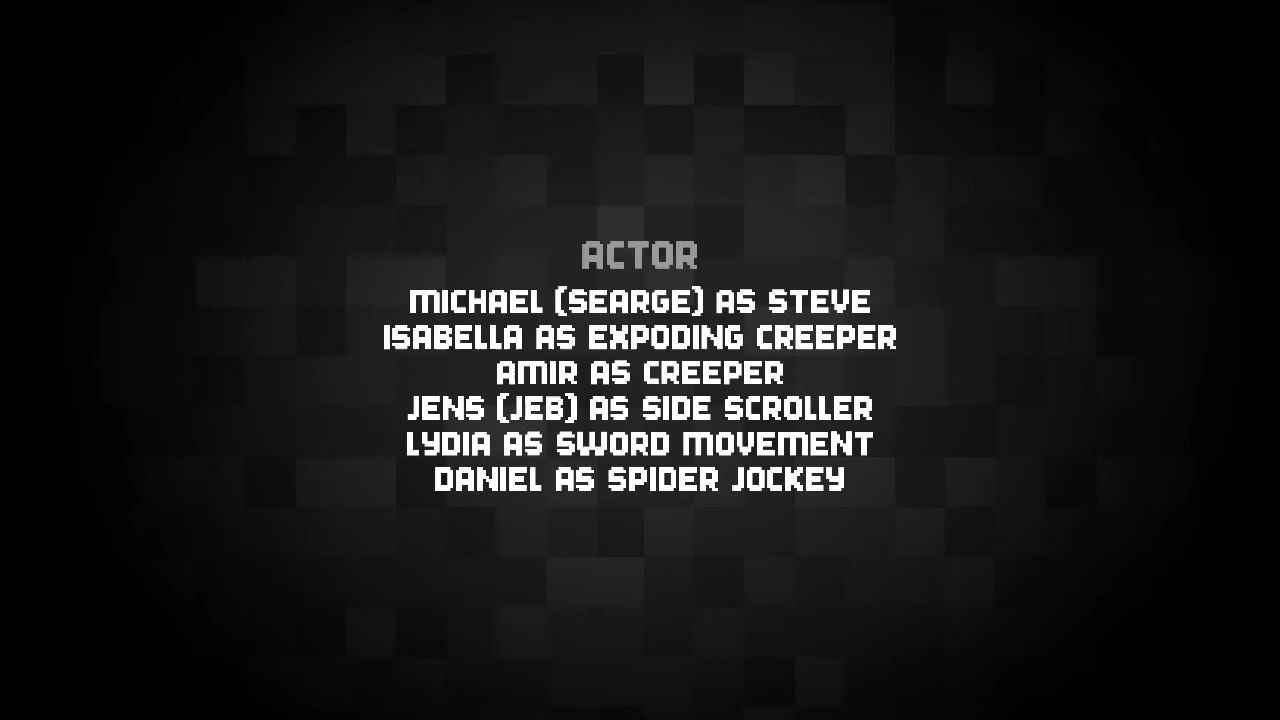 ACTOR
MICHAEL (SEARGE) AS STEVE
ISABELLA AS EXPODING CREEPER
AMIR AS CREEPER
JENS (JEB) AS SIDE SCROLLER
LYDIA AS SWORD MOVEMENT
DANIEL AS SPIDER JOCKEY